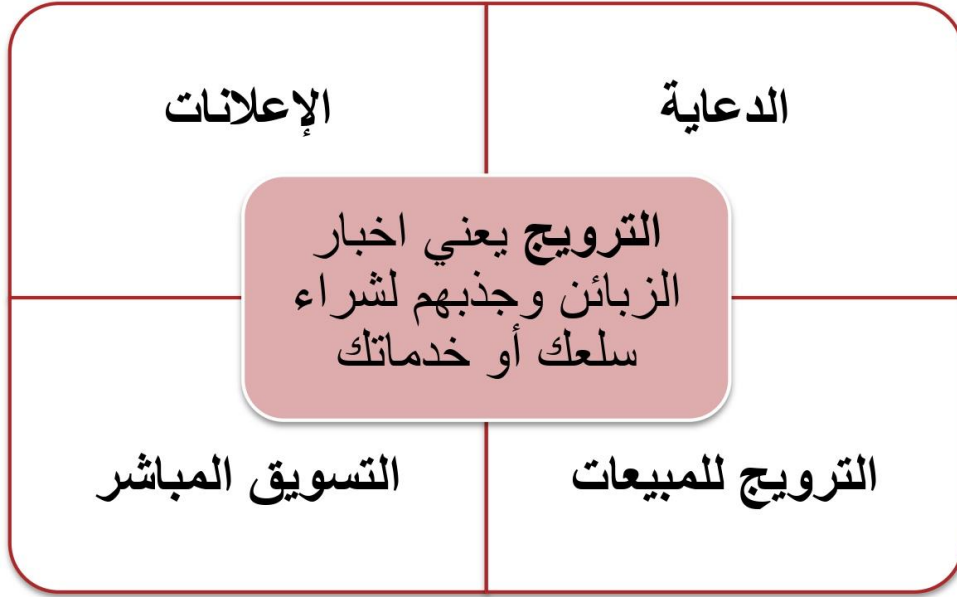 الدعاية
الإعلانات
الترويج يعني اخبار
الزبائن وجذبهم لشراء
سلعك أو خدماتك
الترويج للمبيعات
التسويق المباشر